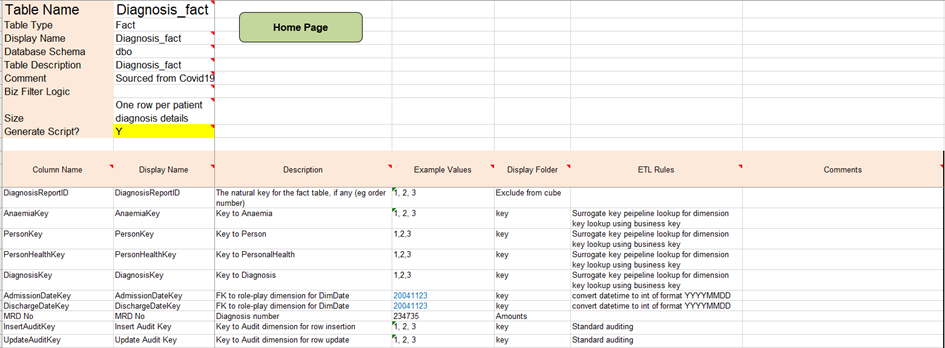 Table Name Diagnosis_fact
Home Page
Table Type Fact
Display Name Diagnosis_fact
Database Schema dbo
Table Description Diagnosis_fact
Comment Sourced from Covid19
Biz Filter Logic
One row per patient
Size diagnosis details
Generate Script? Y
Column Name Display Name Description Example Values Display Folder ETL Rules Comments
DiagnosisReportID DiagnosisReportID The natural key for the fact table, if any (eg order 1, 2, 3 Exclude from cube
number)
AnaemiaKey AnaemiaKey Key to Anaemia 1, 2, 3 key Surrogate key peipeline lookup for dimension
key lookup using business key
PersonKey PersonKey Key to Person 1,2,3 key Surrogate key peipeline lookup for dimension
key lookup using business key
PersonHealthKey PersonHealthKey Key to PersonalHealth 1,2,3 key Surrogate key peipeline lookup for dimension
key lookup using business key
DiagnosisKey DiagnosisKey Key to Diagnosis 1,2,3 key Surrogate key peipeline lookup for dimension
key lookup using business key
AdmissionDateKey AdmissionDateKey FK to role-play dimension for DimDate 20041123 key comvert datetime to int of format YYYYMMDD
DischargeDateKey DischargeDateKey FK to role-play dimension for DimDate 20041123 key comvert datetime to int of format YYYYMMDD
MRD No MRD No Diagnosis number 234735 Amounts
InsertAuditKey Insert Audit Key Key to Audit dimension for row insertion 1, 2, 3 key Standard auditing
UpdateAuditKey Update Audit Key Key to Audit dimension for row update 1, 2, 3 key Standard auditing